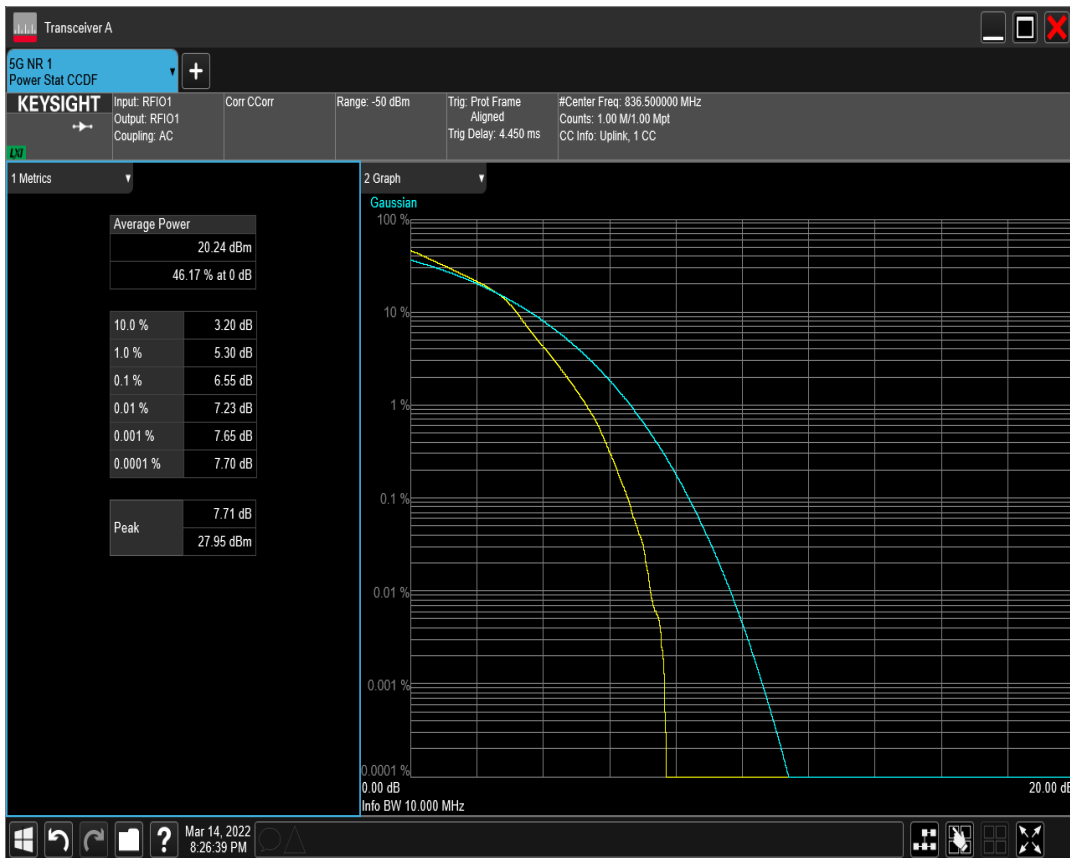 Transceiver A
5G NR 1
Power Stat CCDF
KEYSIGHT
LXI
Input: RFIO1
Output: RFIO1
Coupling: AC
Corr CCorr
Range: -50 dBm
Trig: Prot Frame
Aligned
Trig Delay: 4.450 ms
#Center Freq: 836.500000 MHz
Counts: 1.00 M/1.00 Mpt
CC Info: Uplink, 1 CC
1 Metrics
Average Power
20.24 dBm
46.17 % at 0 dB
10.0 % 3.20 dB
1.0 % 5.30 dB
0.1 % 6.55 dB
0.01 % 7.23 dB
0.001 % 7.65 dB
0.0001 % 7.70 dB
Peak 7.71 dB
27.95 dBm
2 Graph
Gaussian
100 %
10 %
1 %
0.1 %
0.01 %
0.001 %
0.0001 %
0.00 dB 20.00 dB
Info BW 10.000 MHz
Mar 14, 2022
8:26:39 PM